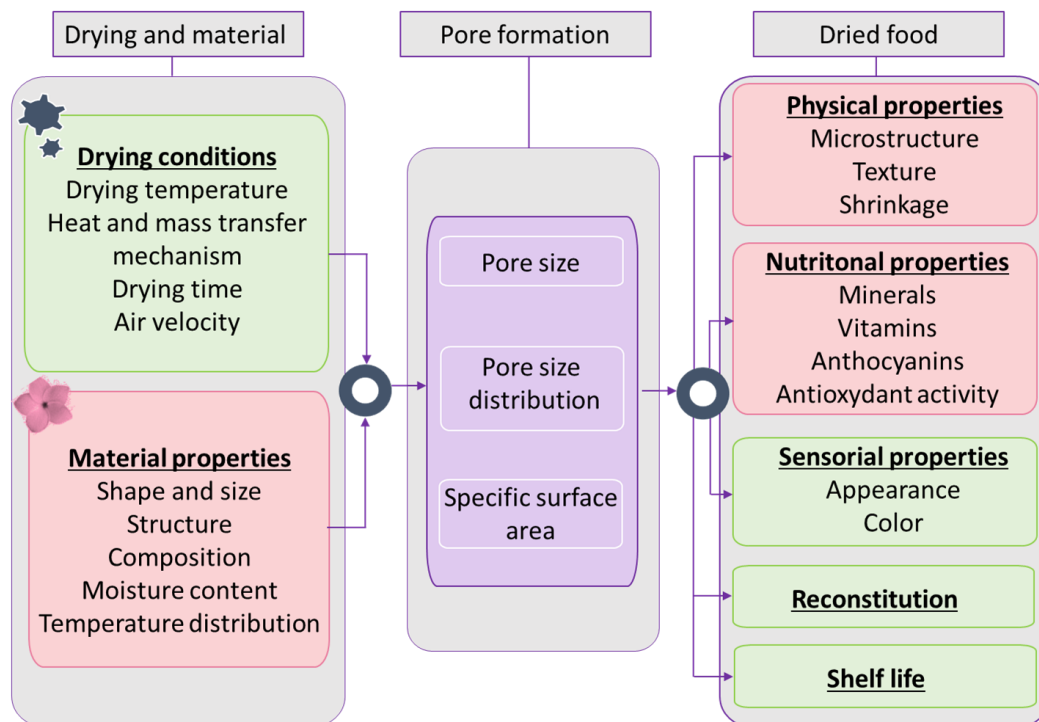 Drying and material
Pore formation
Dried food
Drying conditions
Drying temperature
Heat and mass transfer
mechanism
Drying time
Air velocity
Material properties
Shape and size
Structure
Composition
Moisture content
Temperature distribution
Pore size
Pore size
distribution
Specific surface
area
Physical properties
Microstructure
Texture
Shrinkage
Nutritonal properties
Minerals
Vitamins
Anthocyanins
Antioxydant activity
Sensorial properties
Appearance
Color
Reconstitution
Shelf life